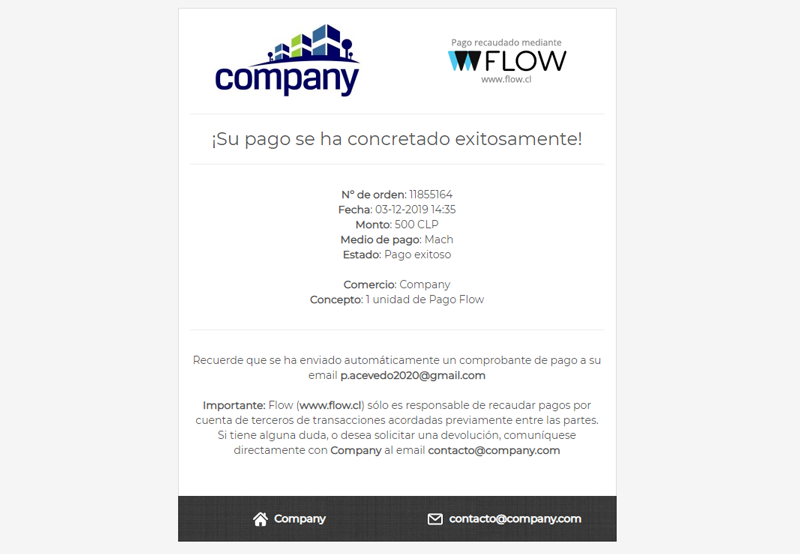 company
Pago recaudado mediante
FLOW
www.flow.cl
¡Su pago se ha concretado exitosamente!
N° de orden: 11855164
Fecha: 03-12-2019 14:35
Monto: 500 CLP
Medio de pago: Mach
Estado: Pago exitoso
Comercio: Company
Concepto: 1 unidad de Pago Flow
Recuerde que se ha enviado automáticamente un comprobante de pago a su
email p.acevedo2020@gmail.com
Importante: Flow (www.flow.cl) sólo es responsable de recaudar pagos por
cuenta de terceros de transacciones acordadas previamente entre las partes.
Si tiene alguna duda, o desea solicitar una devolución, comuníquese
directamente con Company al email contacto@company.com
Company
contacto@company.com